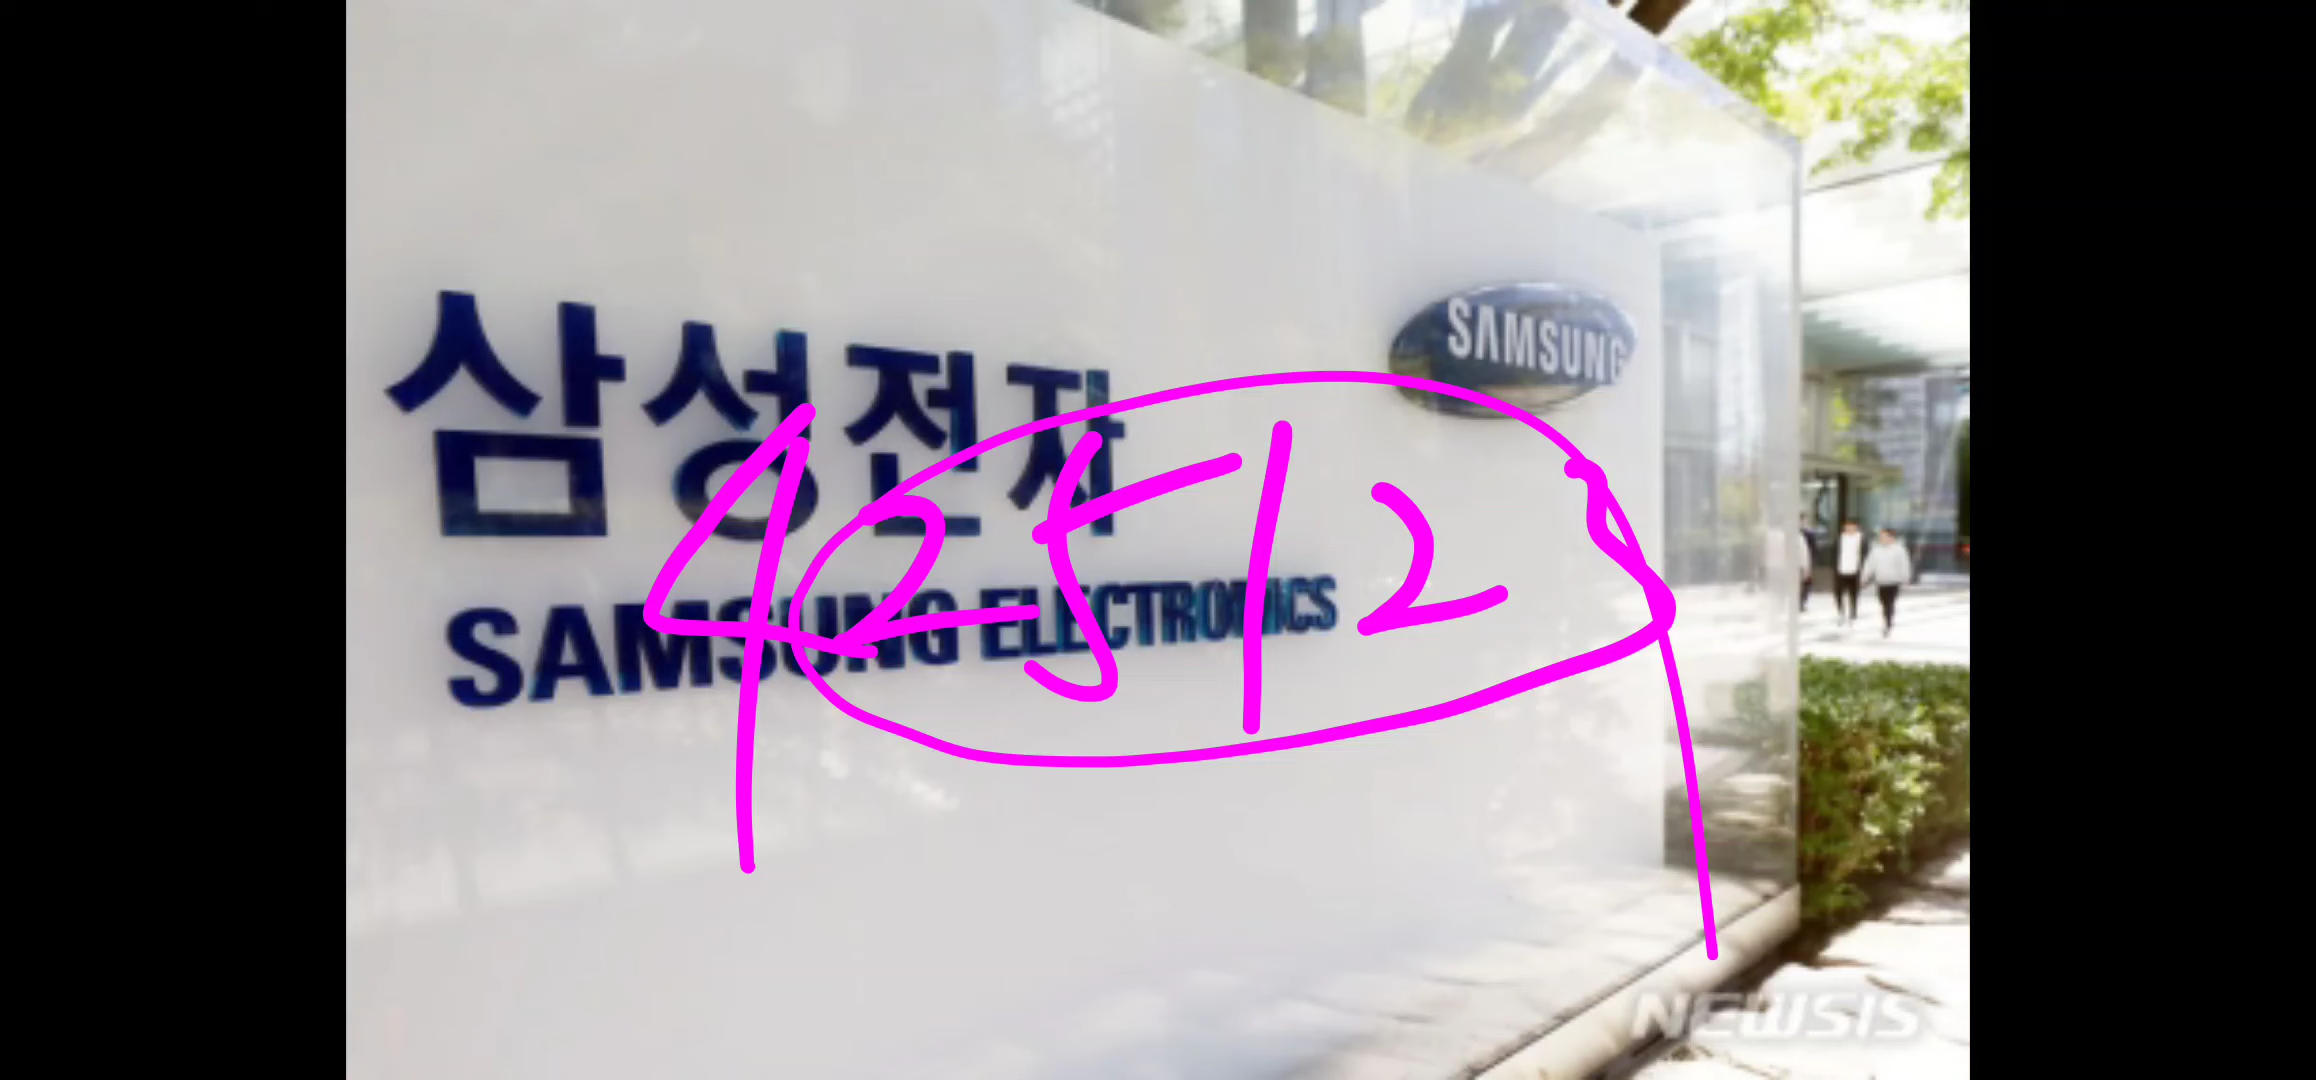 삼성전자
SAMSUNG ELECTRONICS
SAMSUNG
42512
NEWSIS